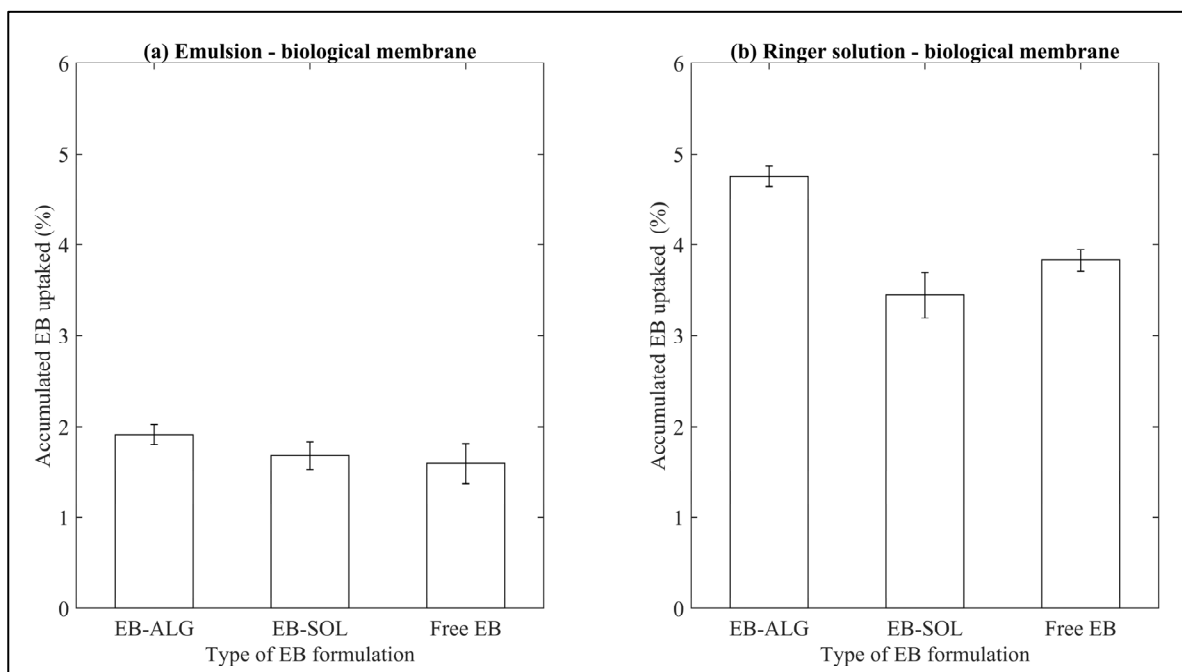 (a) Emulsion - biological membrane
6
5
4
3
2
1
0
Accumulated EB uptaked (%)
EB-ALG EB-SOL Free EB
Type of EB formulation
(b) Ringer solution - biological membrane
6
5
4
3
2
1
0
Accumulated EB uptaked (%)
EB-ALG EB-SOL Free EB
Type of EB formulation